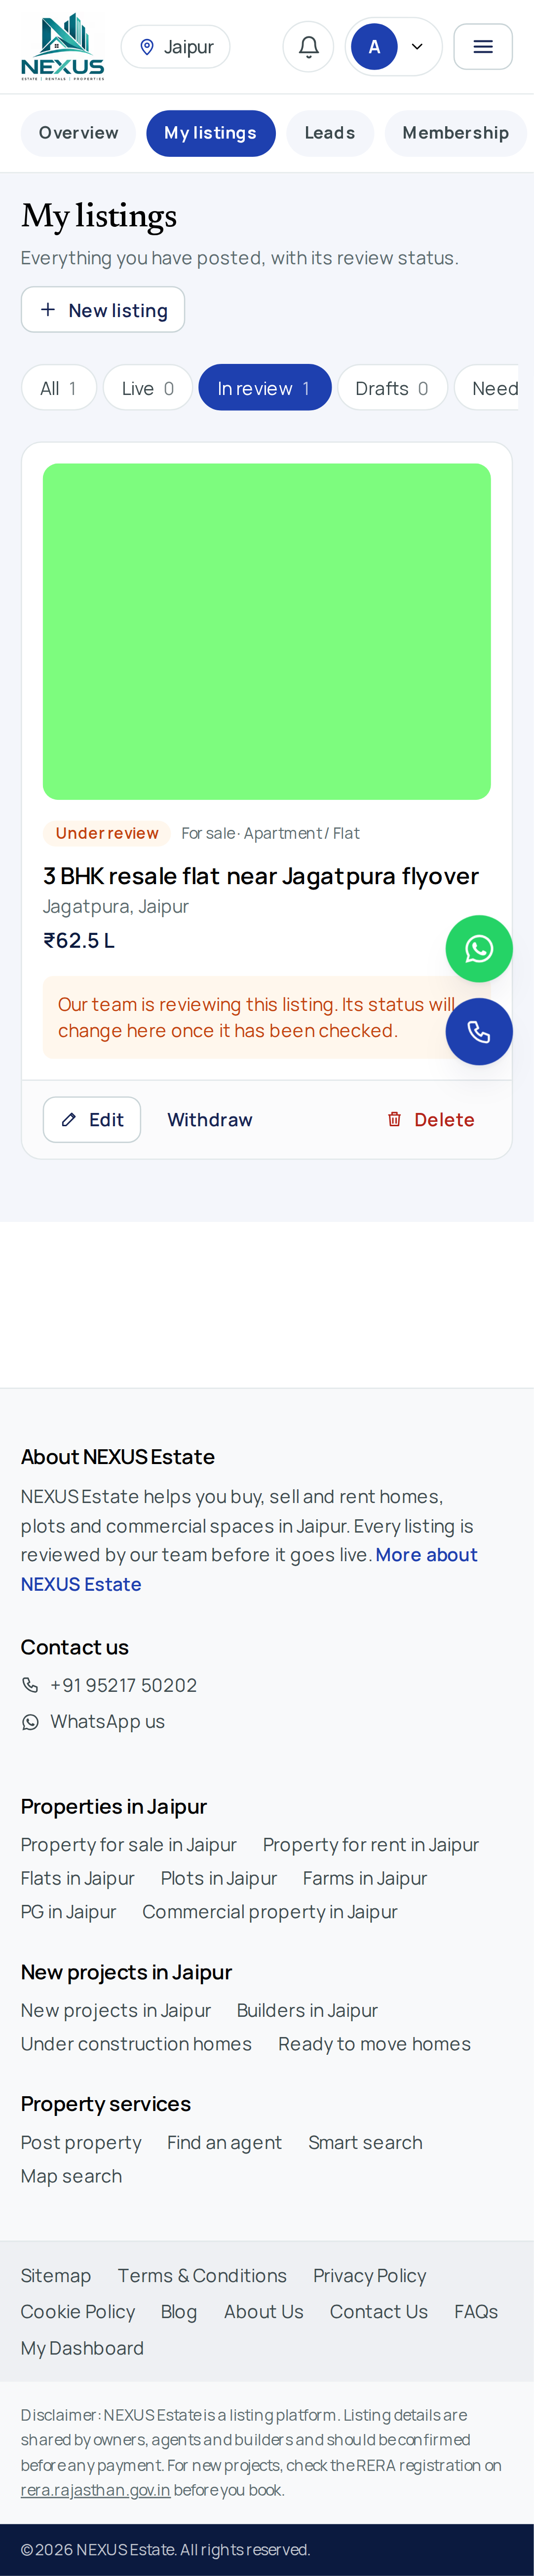 NEXUS
ESTATE | RENTALS | PROPERTIES
Jaipur
A
Overview
My listings
Leads
Membership
My listings
Everything you have posted, with its review status.
New listing
All 1
Live 0
In review 1
Drafts 0
Need
Under review
For sale · Apartment / Flat
3 BHK resale flat near Jagatpura flyover
Jagatpura, Jaipur
₹62.5 L
Our team is reviewing this listing. Its status will
change here once it has been checked.
Edit
Withdraw
Delete
About NEXUS Estate
NEXUS Estate helps you buy, sell and rent homes,
plots and commercial spaces in Jaipur. Every listing is
reviewed by our team before it goes live. More about
NEXUS Estate
Contact us
+91 95217 50202
WhatsApp us
Properties in Jaipur
Property for sale in Jaipur Property for rent in Jaipur
Flats in Jaipur Plots in Jaipur Farms in Jaipur
PG in Jaipur Commercial property in Jaipur
New projects in Jaipur
New projects in Jaipur Builders in Jaipur
Under construction homes Ready to move homes
Property services
Post property Find an agent Smart search
Map search
Sitemap Terms & Conditions Privacy Policy
Cookie Policy Blog About Us Contact Us FAQs
My Dashboard
Disclaimer: NEXUS Estate is a listing platform. Listing details are
shared by owners, agents and builders and should be confirmed
before any payment. For new projects, check the RERA registration on
rera.rajasthan.gov.in before you book.
© 2026 NEXUS Estate. All rights reserved.